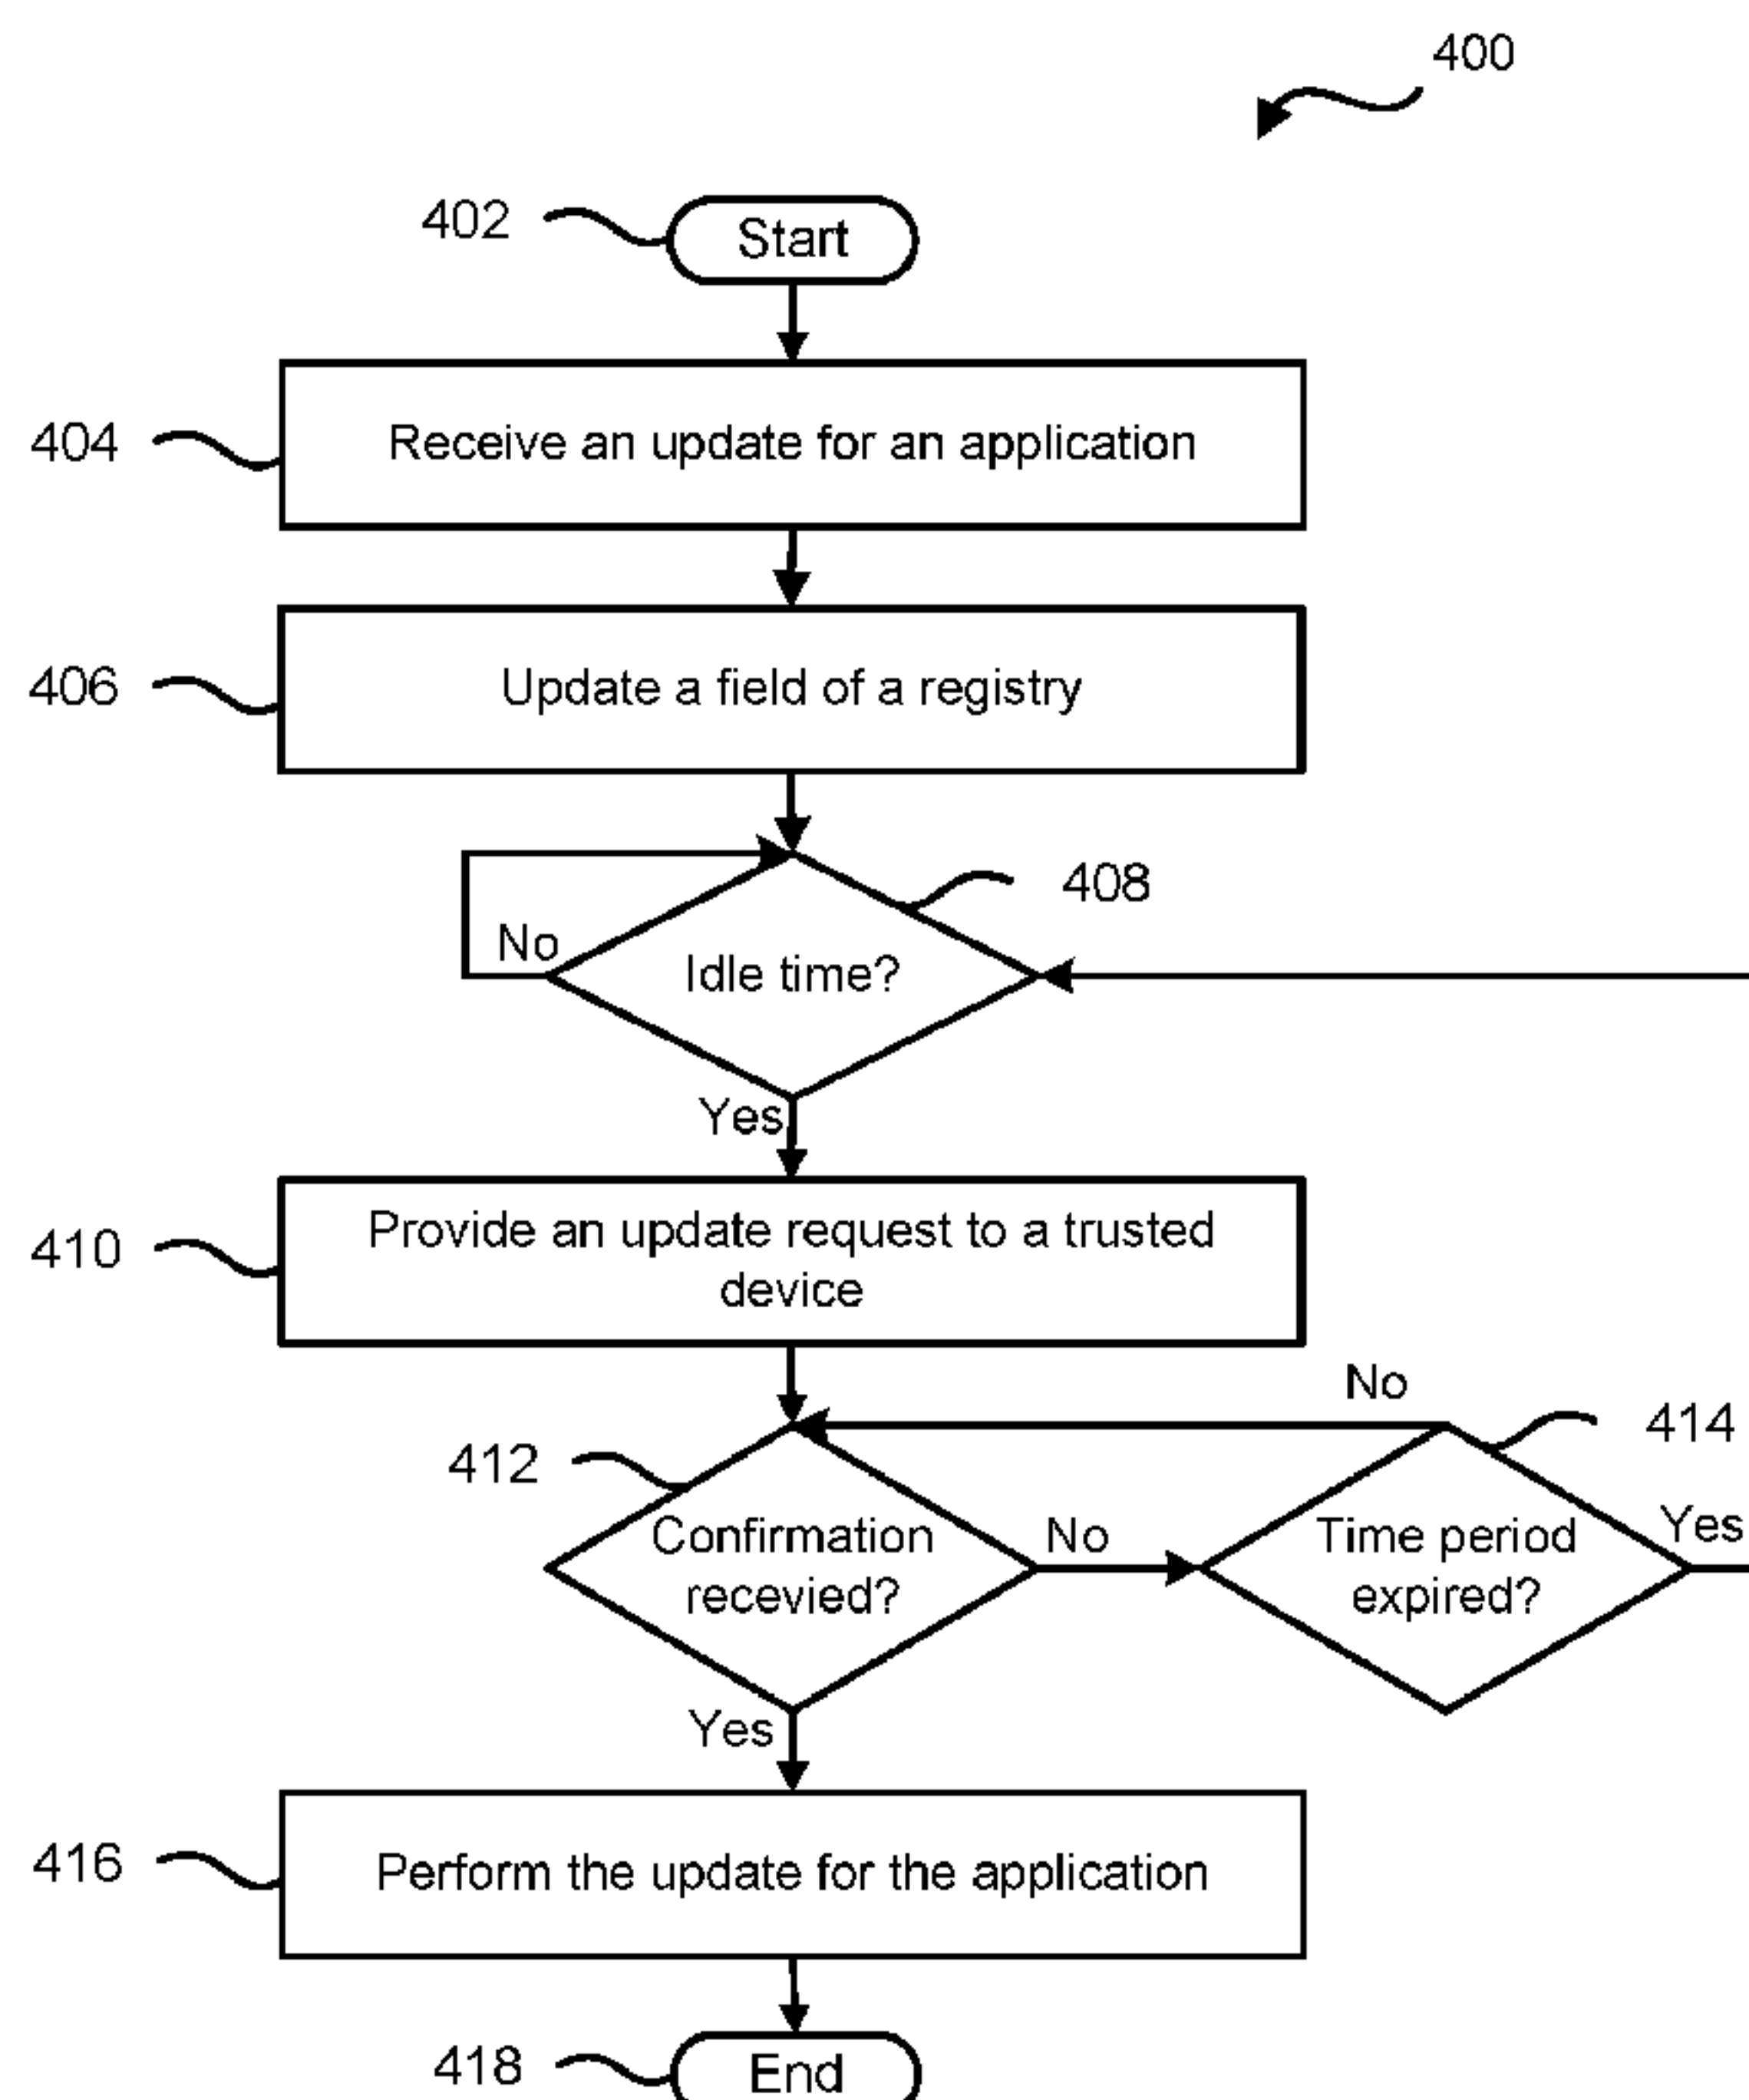 400
402
Start
404
Receive an update for an application
406
Update a field of a registry
408
No
Idle time?
Yes
410
Provide an update request to a trusted
device
No
414
412
Confirmation
recevied?
No
Time period
expired?
Yes
Yes
416
Perform the update for the application
418
End